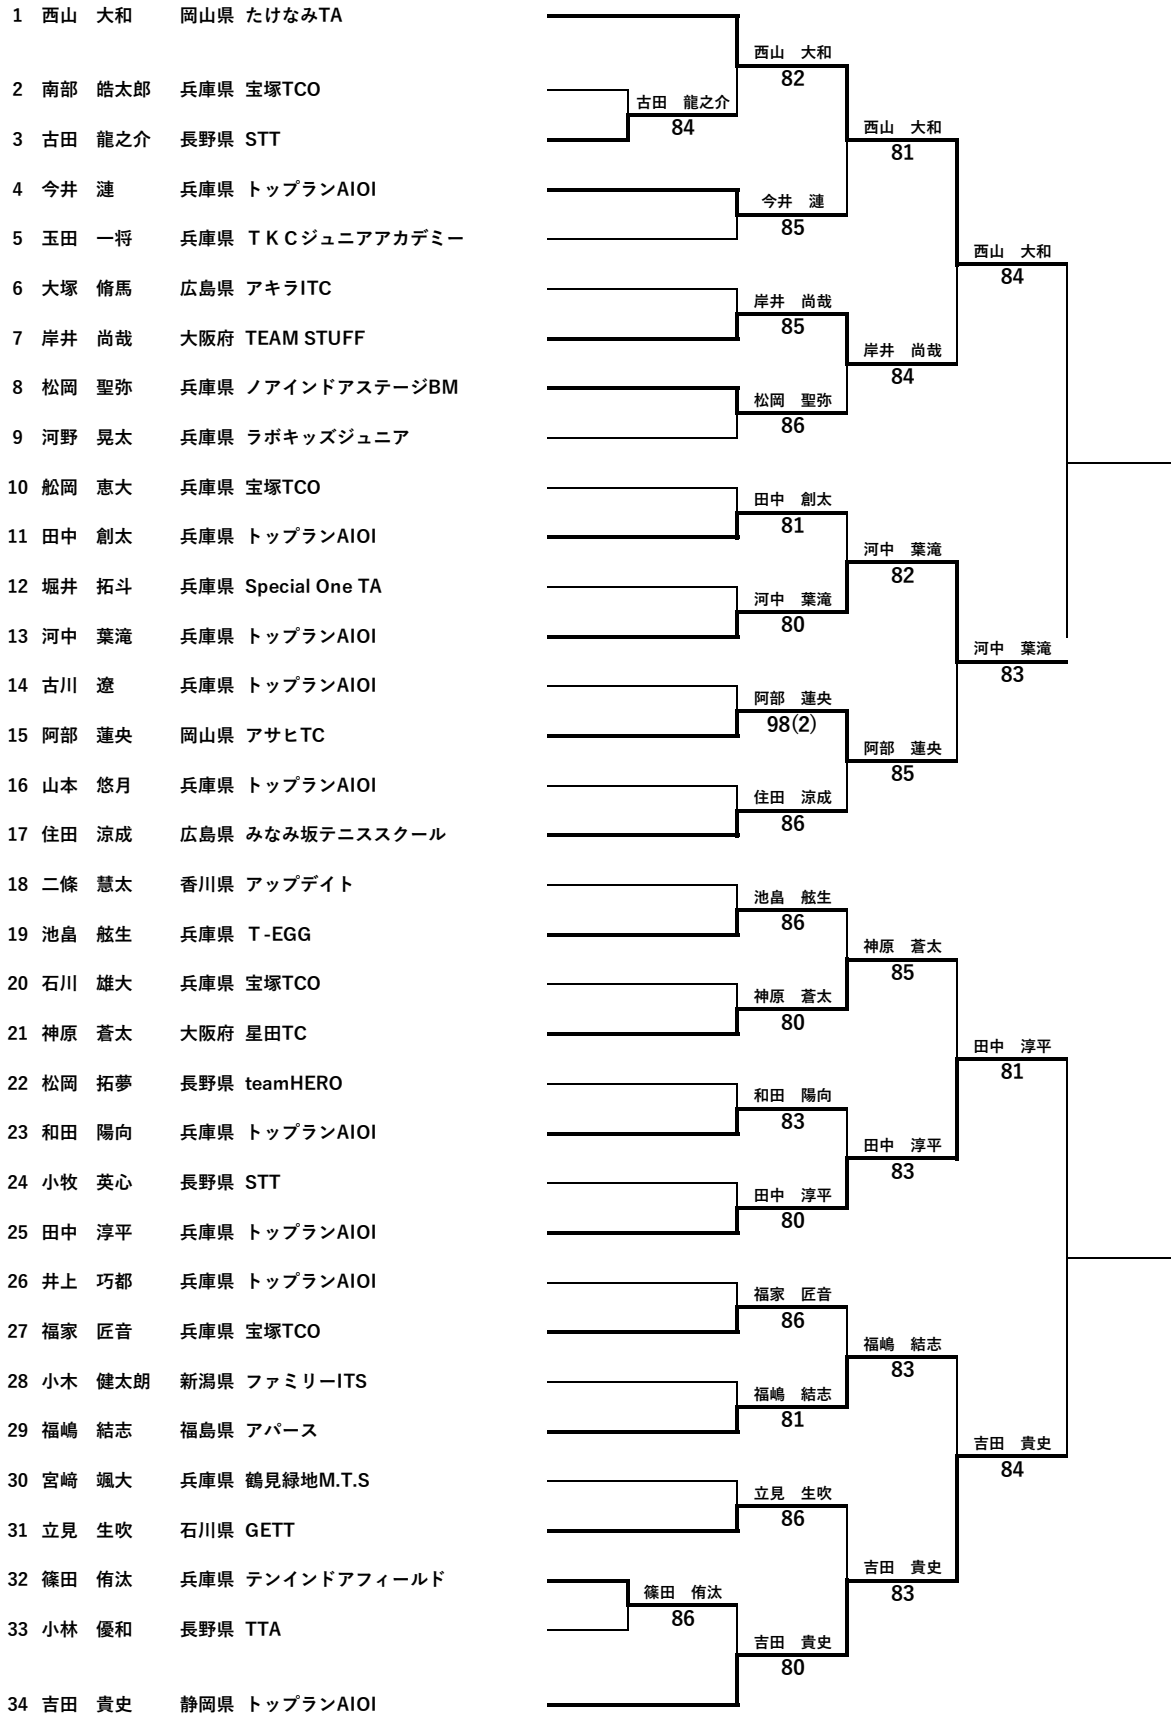 1 西山 大和 岡山県 たけなみTA
西山 大和
82
2 南部 皓太郎 兵庫県 宝塚TCO
古田 龍之介
84
3 古田 龍之介 長野県 STT
西山 大和
81
4 今井 漣 兵庫県 トップランAIOI
今井 漣
85
5 玉田 一将 兵庫県 ＴＫＣジュニアアカデミー
西山 大和
84
6 大塚 脩馬 広島県 アキラITC
岸井 尚哉
85
7 岸井 尚哉 大阪府 TEAM STUFF
岸井 尚哉
84
8 松岡 聖弥 兵庫県 ノアインドアステージBM
松岡 聖弥
86
9 河野 晃太 兵庫県 ラボキッズジュニア
10 舩岡 恵大 兵庫県 宝塚TCO
田中 創太
81
11 田中 創太 兵庫県 トップランAIOI
河中 葉滝
82
12 堀井 拓斗 兵庫県 Special One TA
河中 葉滝
80
13 河中 葉滝 兵庫県 トップランAIOI
河中 葉滝
83
14 古川 遼 兵庫県 トップランAIOI
阿部 蓮央
98(2)
15 阿部 蓮央 岡山県 アサヒTC
阿部 蓮央
85
16 山本 悠月 兵庫県 トップランAIOI
住田 涼成
86
17 住田 涼成 広島県 みなみ坂テニススクール
18 二條 慧太 香川県 アップデイト
池畠 舷生
86
19 池畠 舷生 兵庫県 Ｔ-EGG
神原 蒼太
85
20 石川 雄大 兵庫県 宝塚TCO
神原 蒼太
80
21 神原 蒼太 大阪府 星田TC
田中 淳平
81
22 松岡 拓夢 長野県 teamHERO
和田 陽向
83
23 和田 陽向 兵庫県 トップランAIOI
田中 淳平
83
24 小牧 英心 長野県 STT
田中 淳平
80
25 田中 淳平 兵庫県 トップランAIOI
26 井上 巧都 兵庫県 トップランAIOI
福家 匠音
86
27 福家 匠音 兵庫県 宝塚TCO
福嶋 結志
83
28 小木 健太朗 新潟県 ファミリーITS
福嶋 結志
81
29 福嶋 結志 福島県 アパース
吉田 貴史
84
30 宮﨑 颯大 兵庫県 鶴見緑地M.T.S
立見 生吹
86
31 立見 生吹 石川県 GETT
吉田 貴史
83
32 篠田 侑汰 兵庫県 テンインドアフィールド
篠田 侑汰
86
33 小林 優和 長野県 TTA
吉田 貴史
80
34 吉田 貴史 静岡県 トップランAIOI